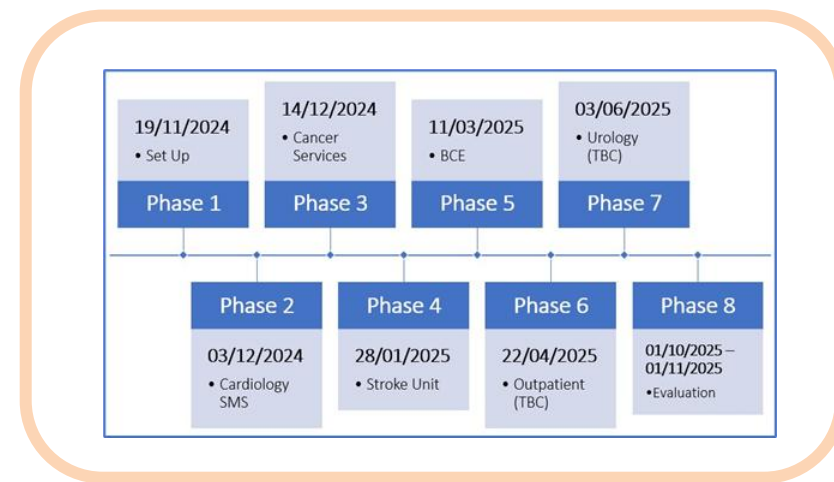 19/11/2024
• Set Up
Phase 1
03/12/2024
• Cardiology
SMS
Phase 2
14/12/2024
• Cancer
Services
Phase 3
28/01/2025
• Stroke Unit
Phase 4
11/03/2025
• BCE
Phase 5
22/04/2025
• Outpatient
(TBC)
Phase 6
03/06/2025
• Urology
(TBC)
Phase 7
Phase 8
01/10/2025 –
01/11/2025
•Evaluation